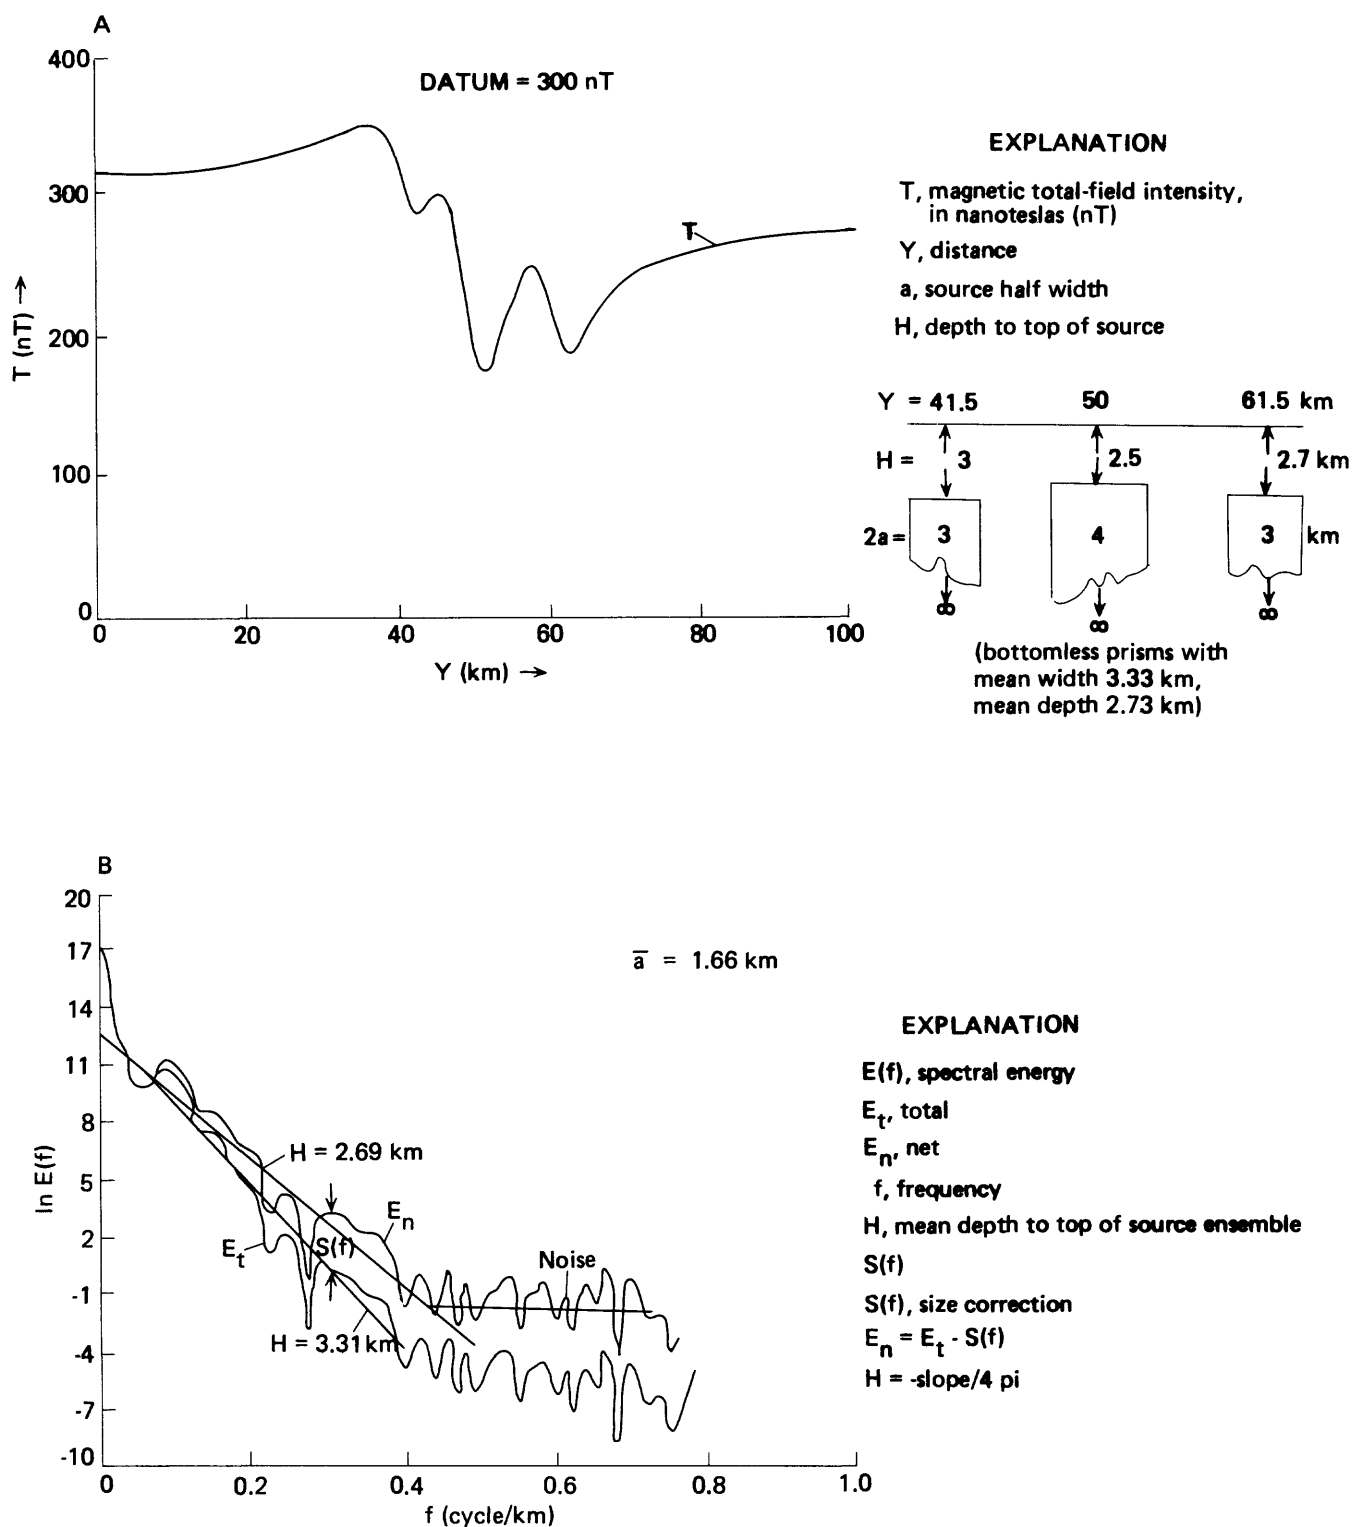 A
400
300
200
100
0
T (nT) →
DATUM = 300 nT
T
0 20 40 60 80 100
Y (km) →
EXPLANATION
T, magnetic total-field intensity,
in nanoteslas (nT)
Y, distance
a, source half width
H, depth to top of source
Y = 41.5 50 61.5 km
H = 3 2.5 2.7 km
2a = 3 4 3 km
∞ ∞ ∞
(bottomless prisms with
mean width 3.33 km,
mean depth 2.73 km)
B
20
17
14
11
8
5
2
-1
-4
-7
-10
ln E(f)
a̅ = 1.66 km
H = 2.69 km
Eₙ
Eₜ
S(f)
Noise
H = 3.31 km
0 0.2 0.4 0.6 0.8 1.0
f (cycle/km)
EXPLANATION
E(f), spectral energy
Eₜ, total
Eₙ, net
f, frequency
H, mean depth to top of source ensemble
S(f)
S(f), size correction
Eₙ = Eₜ - S(f)
H = -slope/4 pi